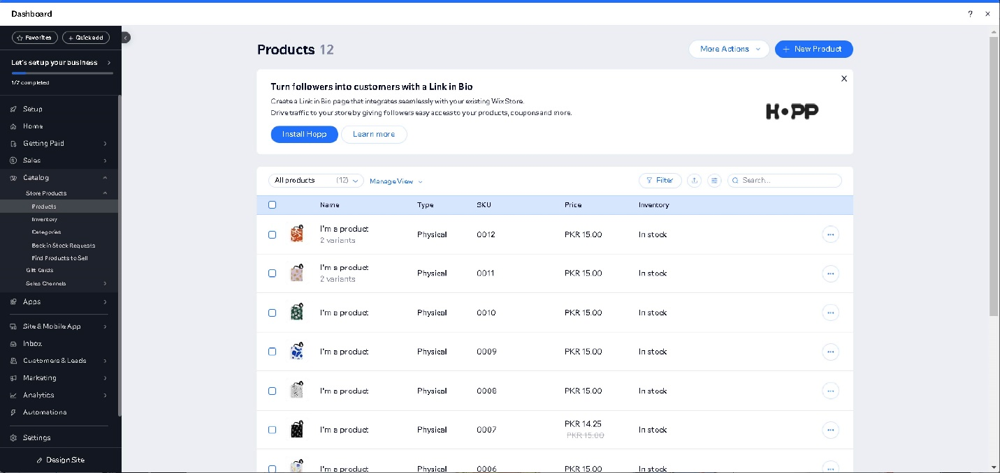 Dashboard
?
Favorites
+ Quick add
Let's set up your business
1/7 completed
Setup
Home
Getting Paid
Sales
Catalog
Store Products
Products
Inventory
Categories
Back in Stock Requests
Find Products to Sell
Gift Cards
Sales Channels
Apps
Site & Mobile App
Inbox
Customers & Leads
Marketing
Analytics
Automations
Settings
Design Site
Products 12
More Actions
+ New Product
Turn followers into customers with a Link in Bio
Create a Link in Bio page that integrates seamlessly with your existing Wix Store.
Drive traffic to your store by giving followers easy access to your products, coupons and more.
Install Hopp
Learn more
H•PP
All products (12)
Manage View
Filter
Search...
Name Type SKU Price Inventory
I'm a product
2 variants
Physical 0012 PKR 15.00 In stock
I'm a product
2 variants
Physical 0011 PKR 15.00 In stock
I'm a product Physical 0010 PKR 15.00 In stock
I'm a product Physical 0009 PKR 15.00 In stock
I'm a product Physical 0008 PKR 15.00 In stock
I'm a product Physical 0007 PKR 14.25 In stock
PKR 15.00
I'm a product Physical 0006 PKR 15.00 In stock